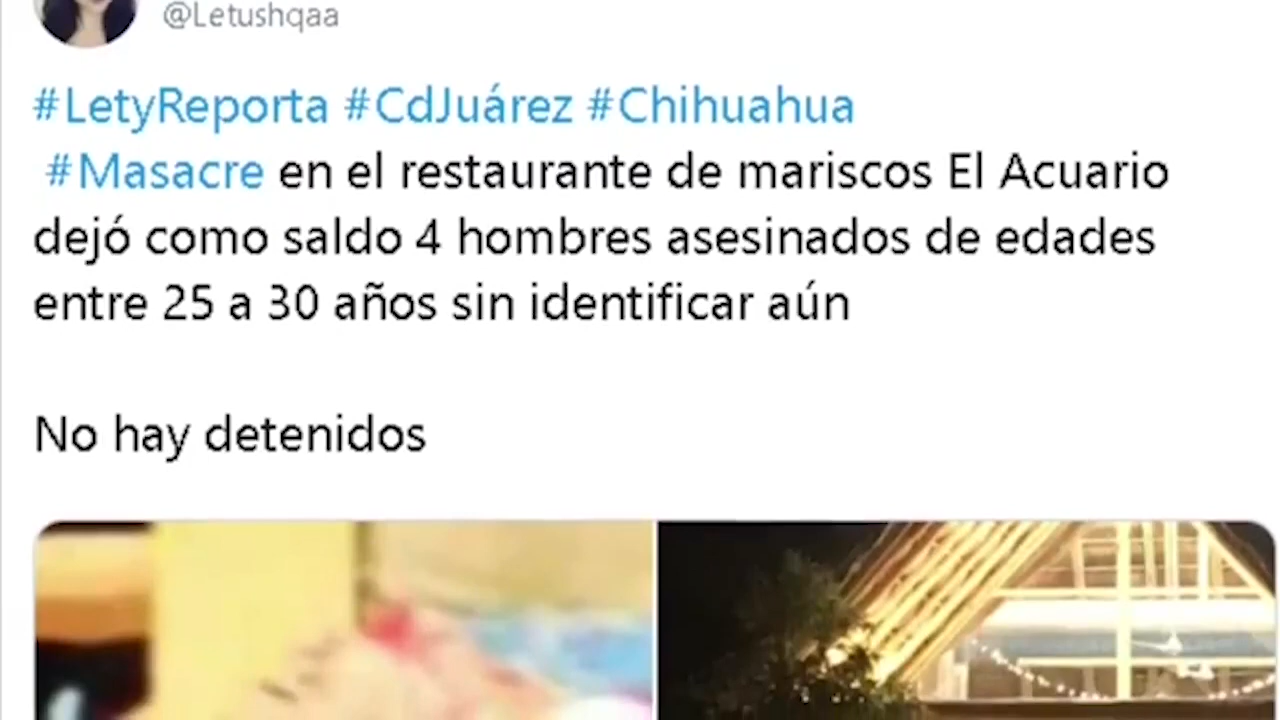 @Letushqaa
#LetyReporta #CdJuárez #Chihuahua
#Masacre en el restaurante de mariscos El Acuario
dejó como saldo 4 hombres asesinados de edades
entre 25 a 30 años sin identificar aún
No hay detenidos